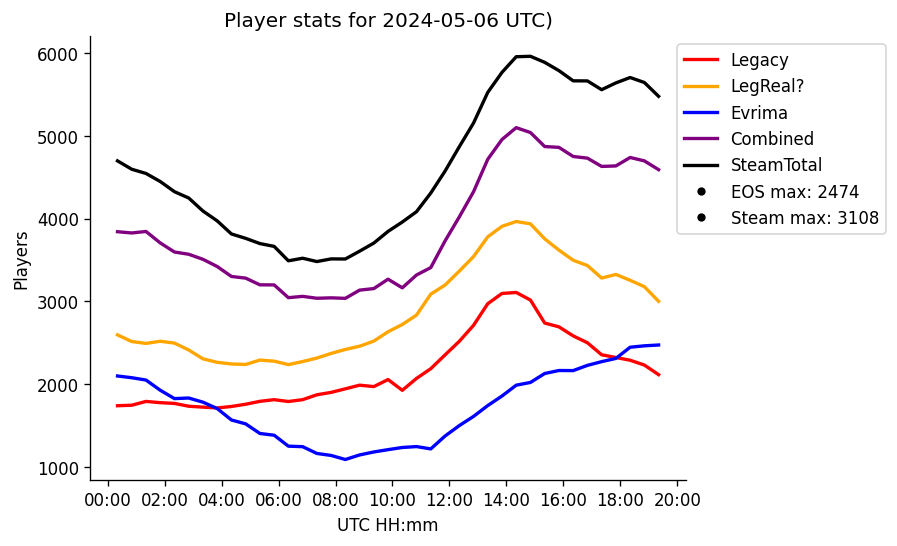 Player stats for 2024-05-06 UTC)
Legacy
LegReal?
Evrima
Combined
SteamTotal
EOS max: 2474
Steam max: 3108
Players
6000
5000
4000
3000
2000
1000
00:00 02:00 04:00 06:00 08:00 10:00 12:00 14:00 16:00 18:00 20:00
UTC HH:mm